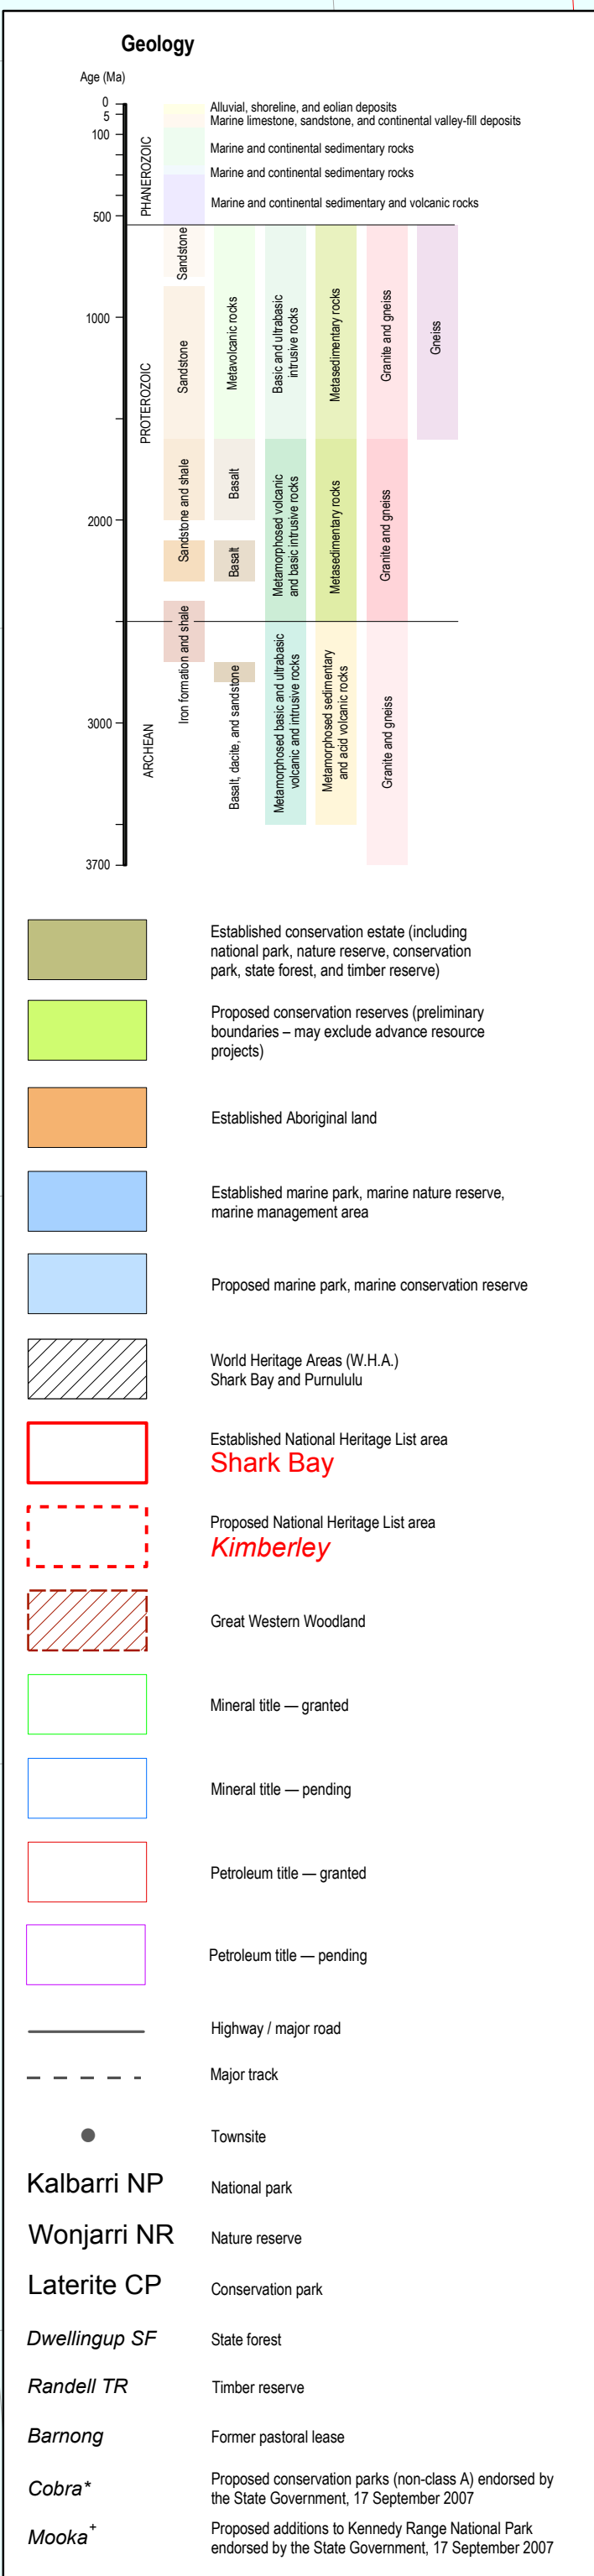 Geology
Age (Ma)
0
5
100
500
1000
2000
3000
3700
PHANEROZOIC
PROTEROZOIC
ARCHEAN
Alluvial, shoreline, and eolian deposits
Marine limestone, sandstone, and continental valley-fill deposits
Marine and continental sedimentary rocks
Marine and continental sedimentary rocks
Marine and continental sedimentary and volcanic rocks
Sandstone
Sandstone
Sandstone and shale
Iron formation and shale
Metavolcanic rocks
Basalt
Basalt
Basalt, dacite, and sandstone
Basic and ultrabasic
intrusive rocks
Metamorphosed volcanic
and basic intrusive rocks
Metamorphosed basic and ultrabasic
volcanic and intrusive rocks
Metasedimentary rocks
Metasedimentary rocks
Metamorphosed sedimentary
and acid volcanic rocks
Granite and gneiss
Granite and gneiss
Granite and gneiss
Gneiss
Established conservation estate (including
national park, nature reserve, conservation
park, state forest, and timber reserve)
Proposed conservation reserves (preliminary
boundaries – may exclude advance resource
projects)
Established Aboriginal land
Established marine park, marine nature reserve,
marine management area
Proposed marine park, marine conservation reserve
World Heritage Areas (W.H.A.)
Shark Bay and Purnululu
Established National Heritage List area
Shark Bay
Proposed National Heritage List area
Kimberley
Great Western Woodland
Mineral title — granted
Mineral title — pending
Petroleum title — granted
Petroleum title — pending
Highway / major road
Major track
Townsite
Kalbarri NP National park
Wonjarri NR Nature reserve
Laterite CP Conservation park
Dwellingup SF State forest
Randell TR Timber reserve
Barnong Former pastoral lease
Cobra* Proposed conservation parks (non-class A) endorsed by
the State Government, 17 September 2007
Mooka+ Proposed additions to Kennedy Range National Park
endorsed by the State Government, 17 September 2007